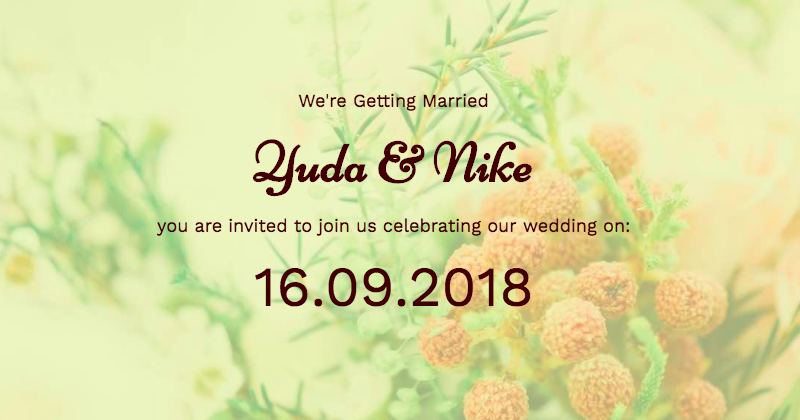 We're Getting Married
Yuda & Nike
you are invited to join us celebrating our wedding on:
16.09.2018